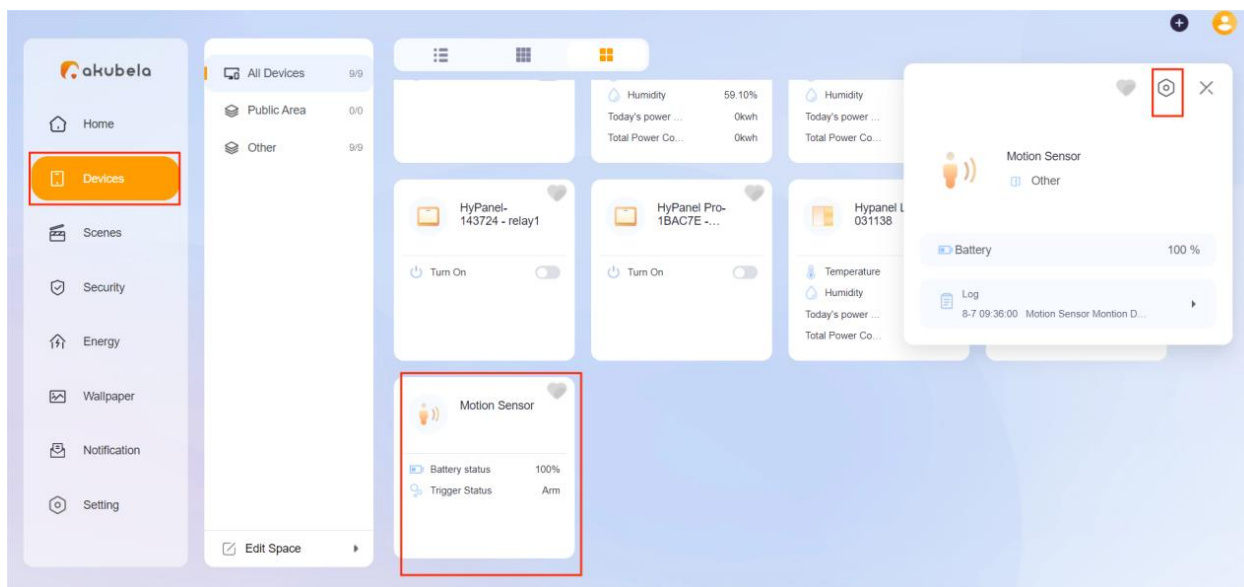 akubela
Home
Devices
Scenes
Security
Energy
Wallpaper
Notification
Setting
All Devices 9/9
Public Area 0/0
Other 9/9
Edit Space
Humidity 59.10%
Today's power ... 0kwh
Total Power Co... 0kwh
Humidity
Today's power ...
Total Power Co...
HyPanel-
143724 - relay1
Turn On
HyPanel Pro-
1BAC7E -...
Turn On
Hypanel L
031138
Temperature
Humidity
Today's power ...
Total Power Co...
Motion Sensor
Battery status 100%
Trigger Status Arm
Motion Sensor
Other
Battery 100 %
Log
8-7 09:36:00 Motion Sensor Montion D...